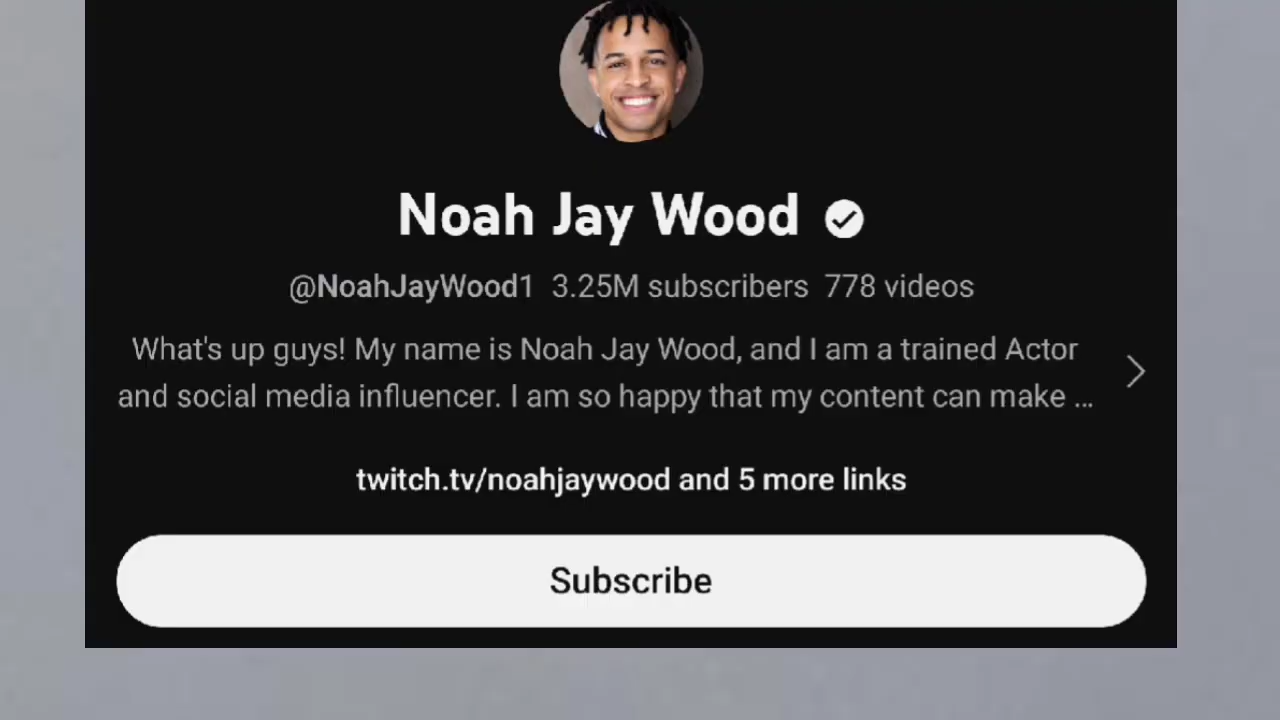 Noah Jay Wood
@NoahJayWood1 3.25M subscribers 778 videos
What's up guys! My name is Noah Jay Wood, and I am a trained Actor
and social media influencer. I am so happy that my content can make ...
twitch.tv/noahjaywood and 5 more links
Subscribe